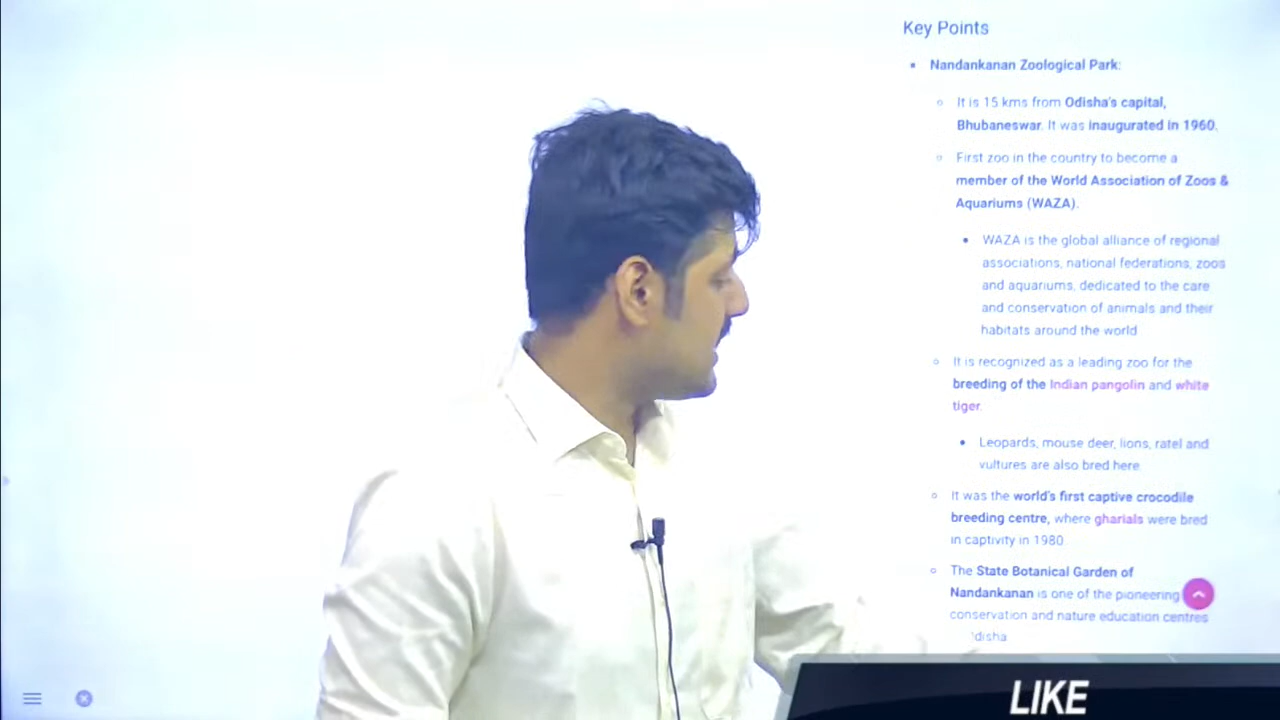 Key Points
Nandankanan Zoological Park:
It is 15 kms from Odisha's capital,
Bhubaneswar. It was inaugurated in 1960.
First zoo in the country to become a
member of the World Association of Zoos &
Aquariums (WAZA).
WAZA is the global alliance of regional
associations, national federations, zoos
and aquariums, dedicated to the care
and conservation of animals and their
habitats around the world
It is recognized as a leading zoo for the
breeding of the Indian pangolin and white
tiger.
Leopards, mouse deer, lions, ratel and
vultures are also bred here
It was the world's first captive crocodile
breeding centre, where gharials were bred
in captivity in 1980
The State Botanical Garden of
Nandankanan is one of the pioneering
conservation and nature education centres
disha
LIKE